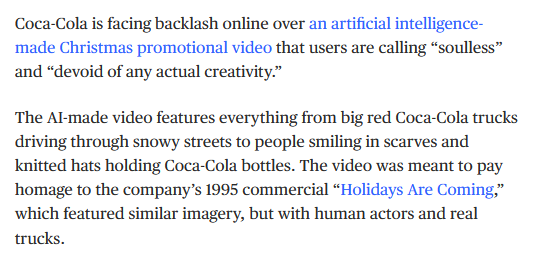 Coca-Cola is facing backlash online over an artificial intelligence-
made Christmas promotional video that users are calling “soulless”
and “devoid of any actual creativity.”
The AI-made video features everything from big red Coca-Cola trucks
driving through snowy streets to people smiling in scarves and
knitted hats holding Coca-Cola bottles. The video was meant to pay
homage to the company’s 1995 commercial “Holidays Are Coming,”
which featured similar imagery, but with human actors and real
trucks.